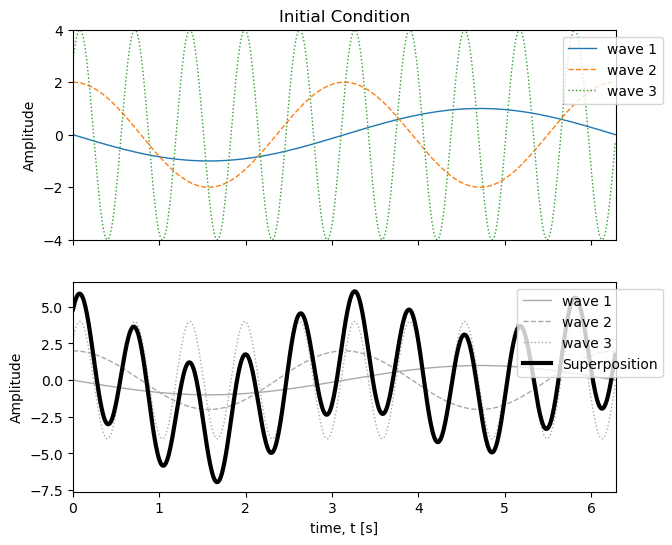 Initial Condition
Amplitude
4
2
0
−2
−4
wave 1
wave 2
wave 3
Amplitude
5.0
2.5
0.0
−2.5
−5.0
−7.5
wave 1
wave 2
wave 3
Superposition
0 1 2 3 4 5 6
time, t [s]